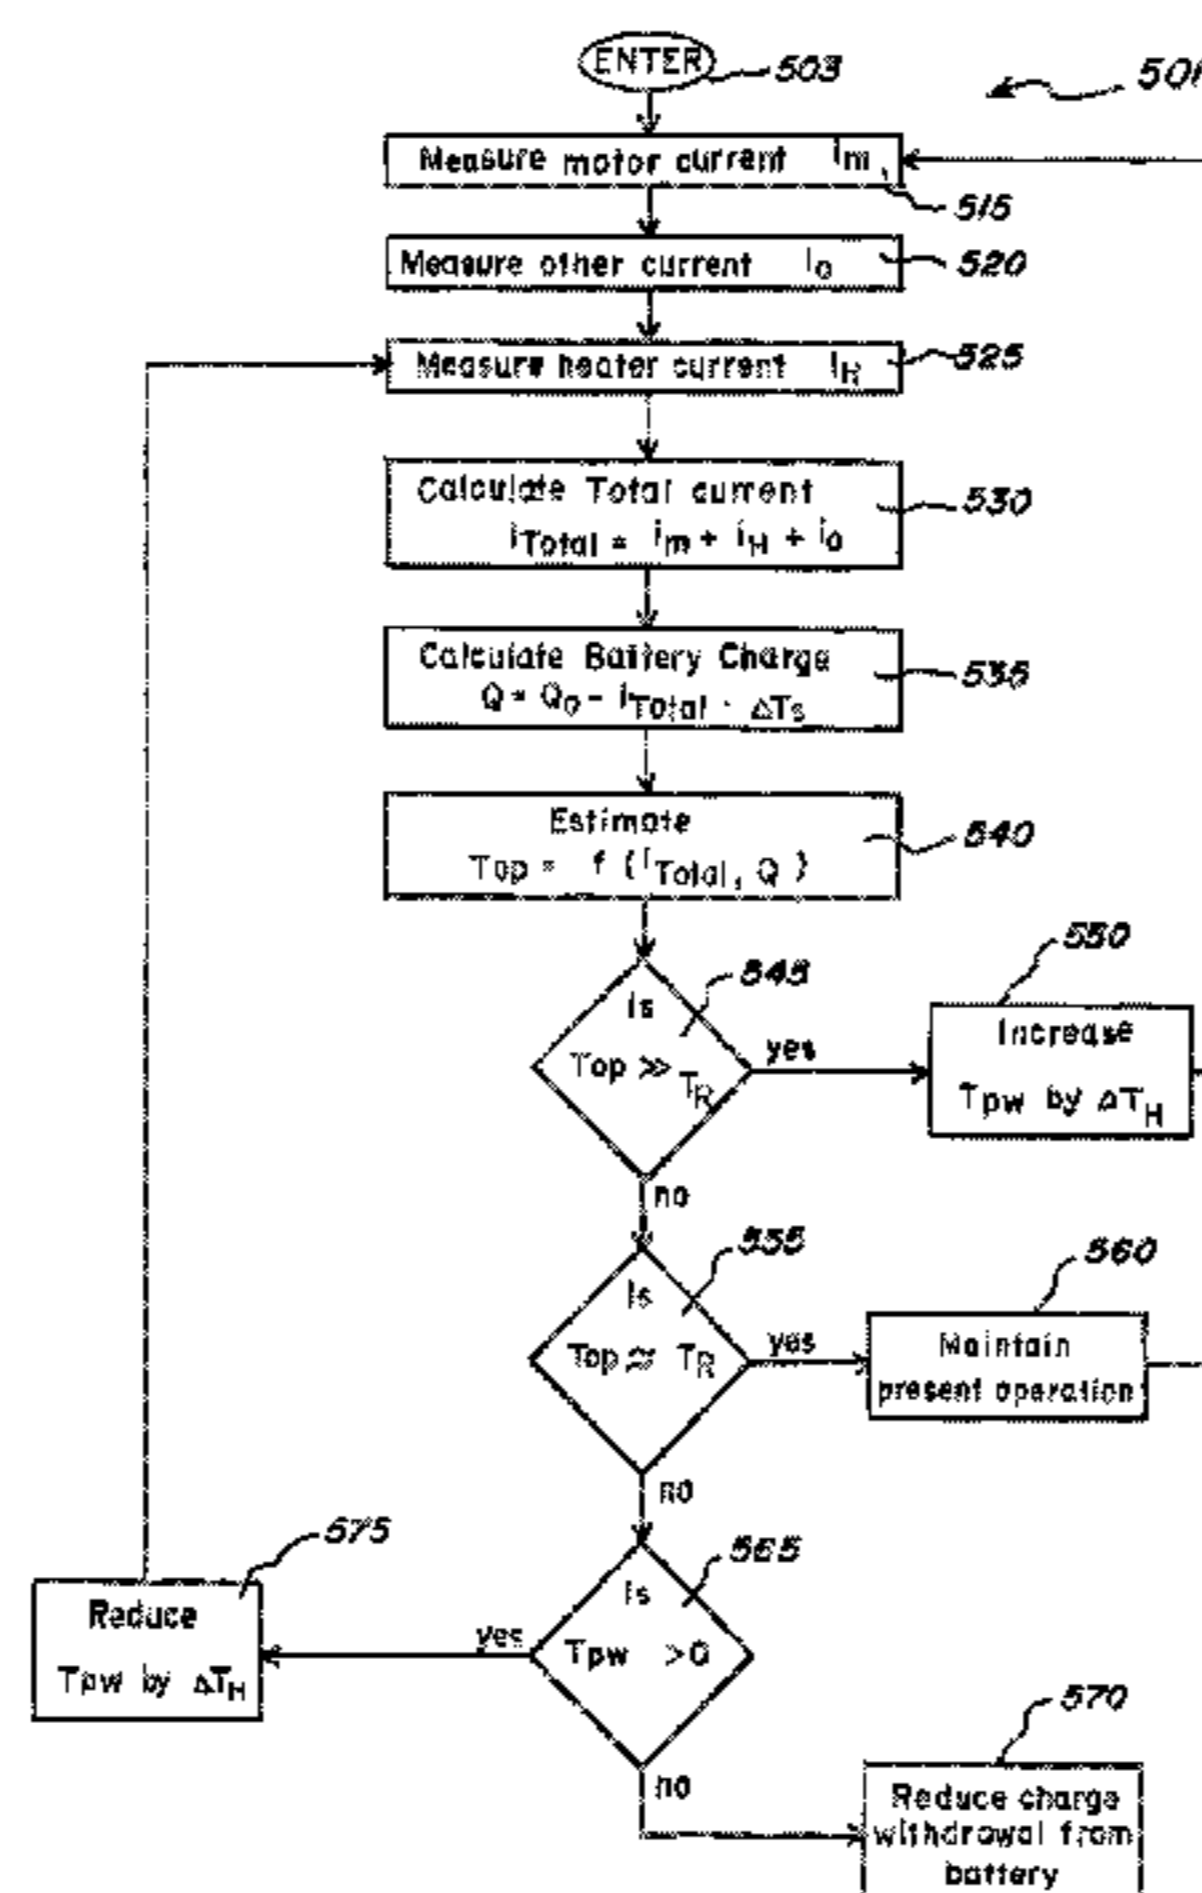 ENTER
503
501
Measure motor current im
515
Measure other current Io
520
Measure heater current IH
525
Calculate Total current
iTotal = im + iH + io
530
Calculate Battery Charge
Q = Qo - iTotal · ΔTs
535
Estimate
Top = f (iTotal, Q)
540
Is
Top ≫ TR
545
yes
550
Increase
Tpw by ΔTH
no
Is
Top ≈ TR
555
yes
560
Maintain
present operation
no
Is
Tpw >0
565
yes
575
Reduce
Tpw by ΔTH
no
570
Reduce charge
withdrawal from
battery